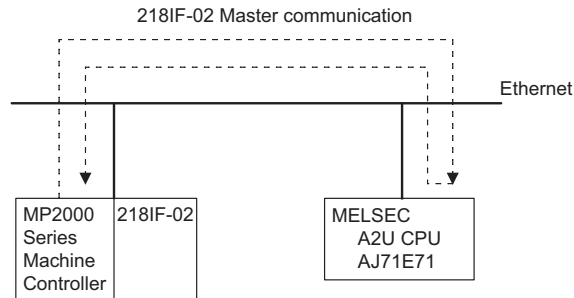 218IF-02 Master communication
Ethernet
MP2000
Series
Machine
Controller
218IF-02
MELSEC
A2U CPU
AJ71E71